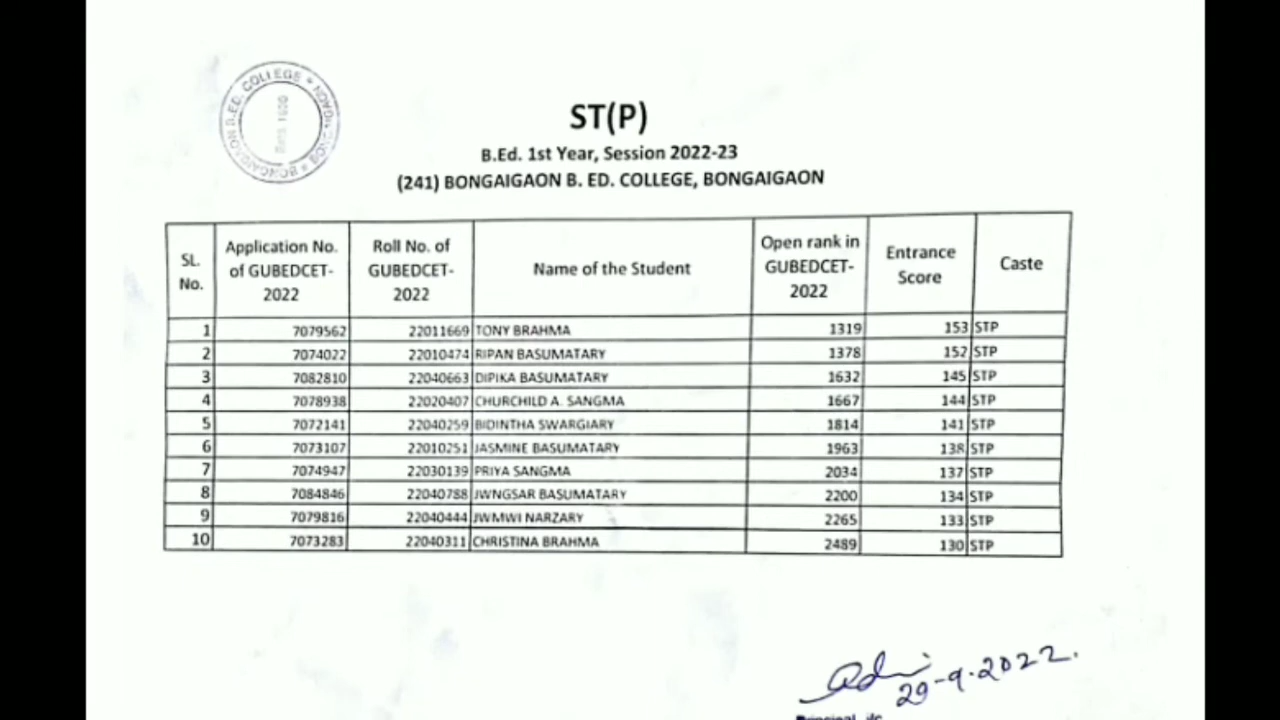 BONGAIGAON B.ED. COLLEGE * BONGAIGAON *
ST(P)
B.Ed. 1st Year, Session 2022-23
(241) BONGAIGAON B. ED. COLLEGE, BONGAIGAON
SL. No. Application No. of GUBEDCET-2022 Roll No. of GUBEDCET-2022 Name of the Student Open rank in GUBEDCET-2022 Entrance Score Caste
1 7079562 22011669 TONY BRAHMA 1319 153 STP
2 7074022 22010474 RIPAN BASUMATARY 1378 152 STP
3 7082810 22040663 DIPIKA BASUMATARY 1632 145 STP
4 7078938 22020407 CHURCHILD A. SANGMA 1667 144 STP
5 7072141 22040259 BIDINTHA SWARGIARY 1814 141 STP
6 7073107 22010251 JASMINE BASUMATARY 1963 138 STP
7 7074947 22030139 PRIYA SANGMA 2034 137 STP
8 7084846 22040788 JWNGSAR BASUMATARY 2200 134 STP
9 7079816 22040444 JWMWI NARZARY 2265 133 STP
10 7073283 22040311 CHRISTINA BRAHMA 2489 130 STP
29-9-2022.